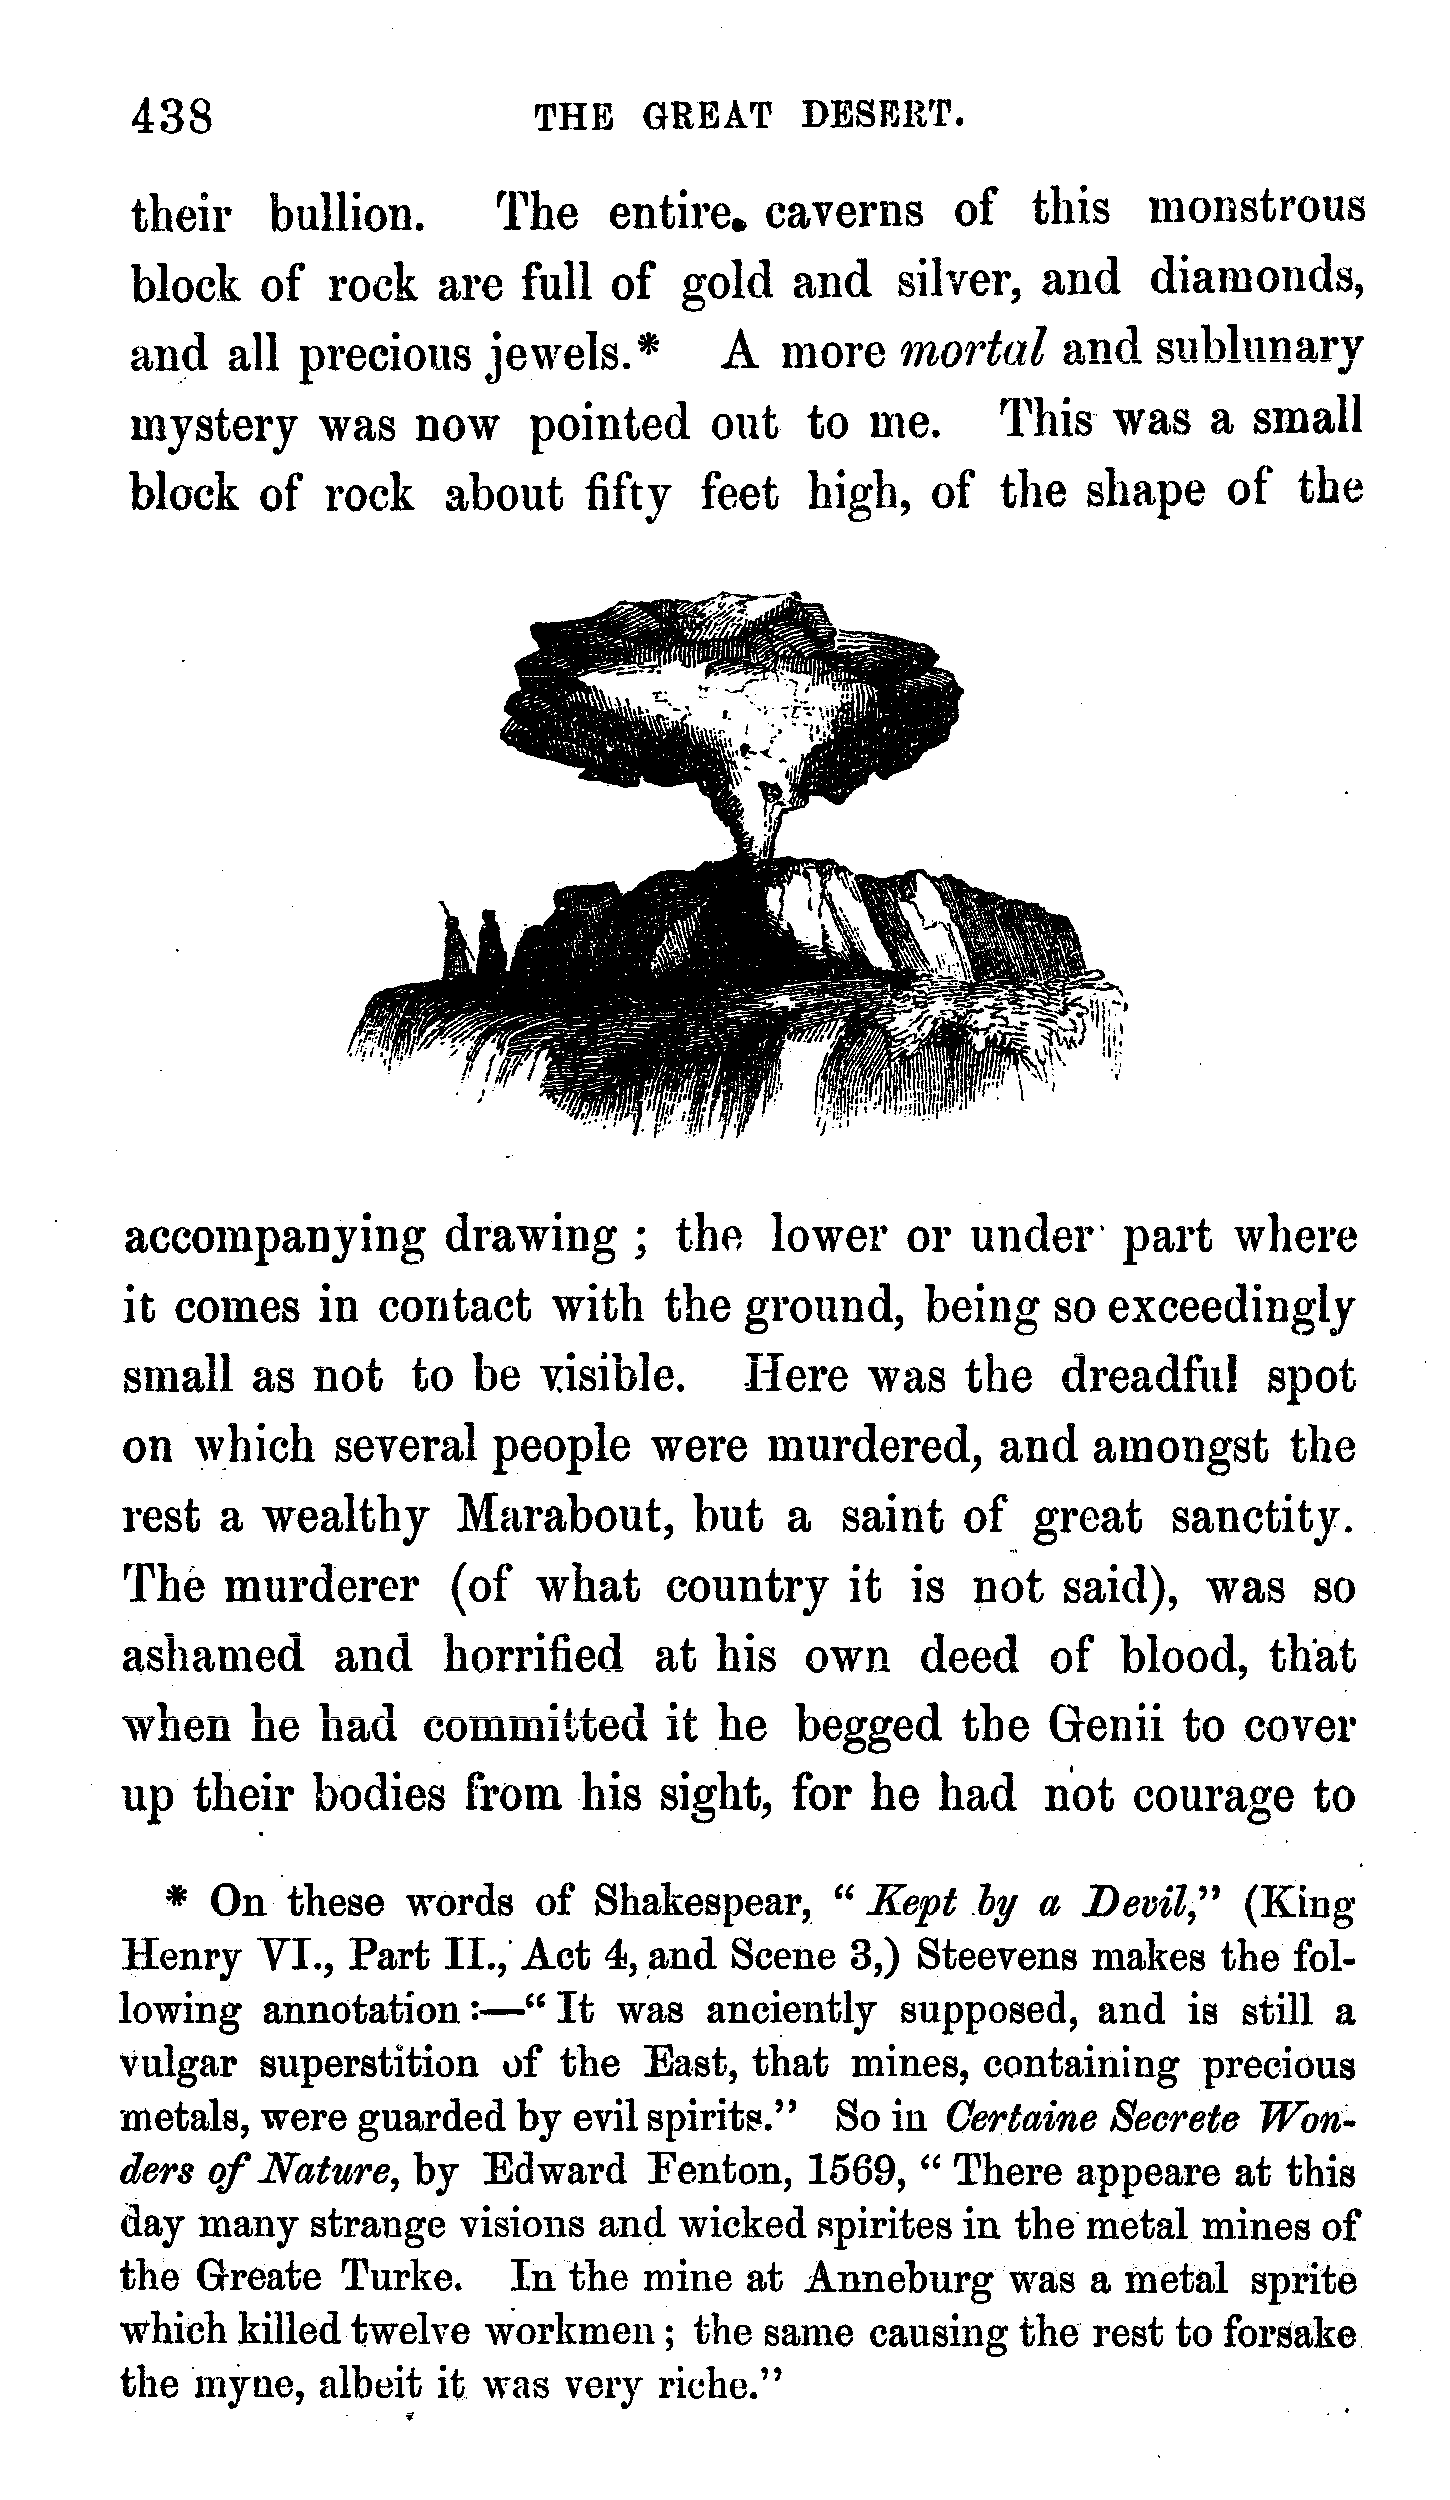 438 THE GREAT DESERT.
their bullion. The entire. caverns of this monstrous
block of rock are full of gold and silver, and diamonds,
and all precious jewels.* A more mortal and sublunary
mystery was now pointed out to me. This was a small
block of rock about fifty feet high, of the shape of the
accompanying drawing ; the lower or under part where
it comes in contact with the ground, being so exceedingly
small as not to be visible. Here was the dreadful spot
on which several people were murdered, and amongst the
rest a wealthy Marabout, but a saint of great sanctity.
The murderer (of what country it is not said), was so
ashamed and horrified at his own deed of blood, that
when he had committed it he begged the Genii to cover
up their bodies from his sight, for he had not courage to
* On these words of Shakespear, “ Kept by a Devil,” (King
Henry VI., Part II., Act 4, and Scene 3,) Steevens makes the fol-
lowing annotation :—“ It was anciently supposed, and is still a
vulgar superstition of the East, that mines, containing precious
metals, were guarded by evil spirits.” So in Certaine Secrete Won-
ders of Nature, by Edward Fenton, 1569, “ There appeare at this
day many strange visions and wicked spirites in the metal mines of
the Greate Turke. In the mine at Anneburg was a metal sprite
which killed twelve workmen ; the same causing the rest to forsake
the myne, albeit it was very riche.”